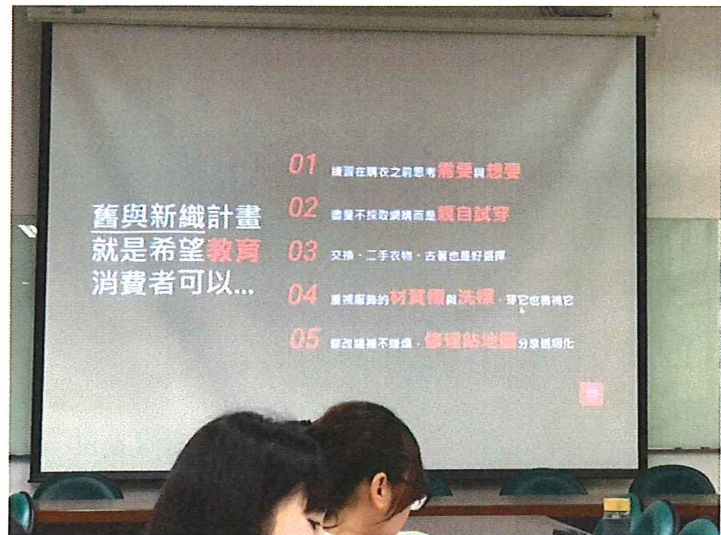 舊與新織計畫
就是希望教育
消費者可以...
01 練習在購衣之前思考需要與想要
02 盡量不採取網購而是親自試穿
03 交換、二手衣物、古著也是好選擇
04 重視服飾的材質標與洗標，穿它也善待它
05 修改縫補不嫌煩，修理站地圖分享透明化